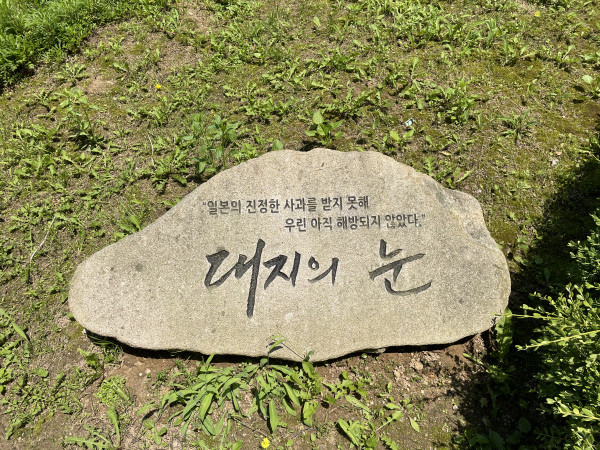 "일본의 진정한 사과를 받지 못해
우린 아직 해방되지 않았다."
대지의 눈